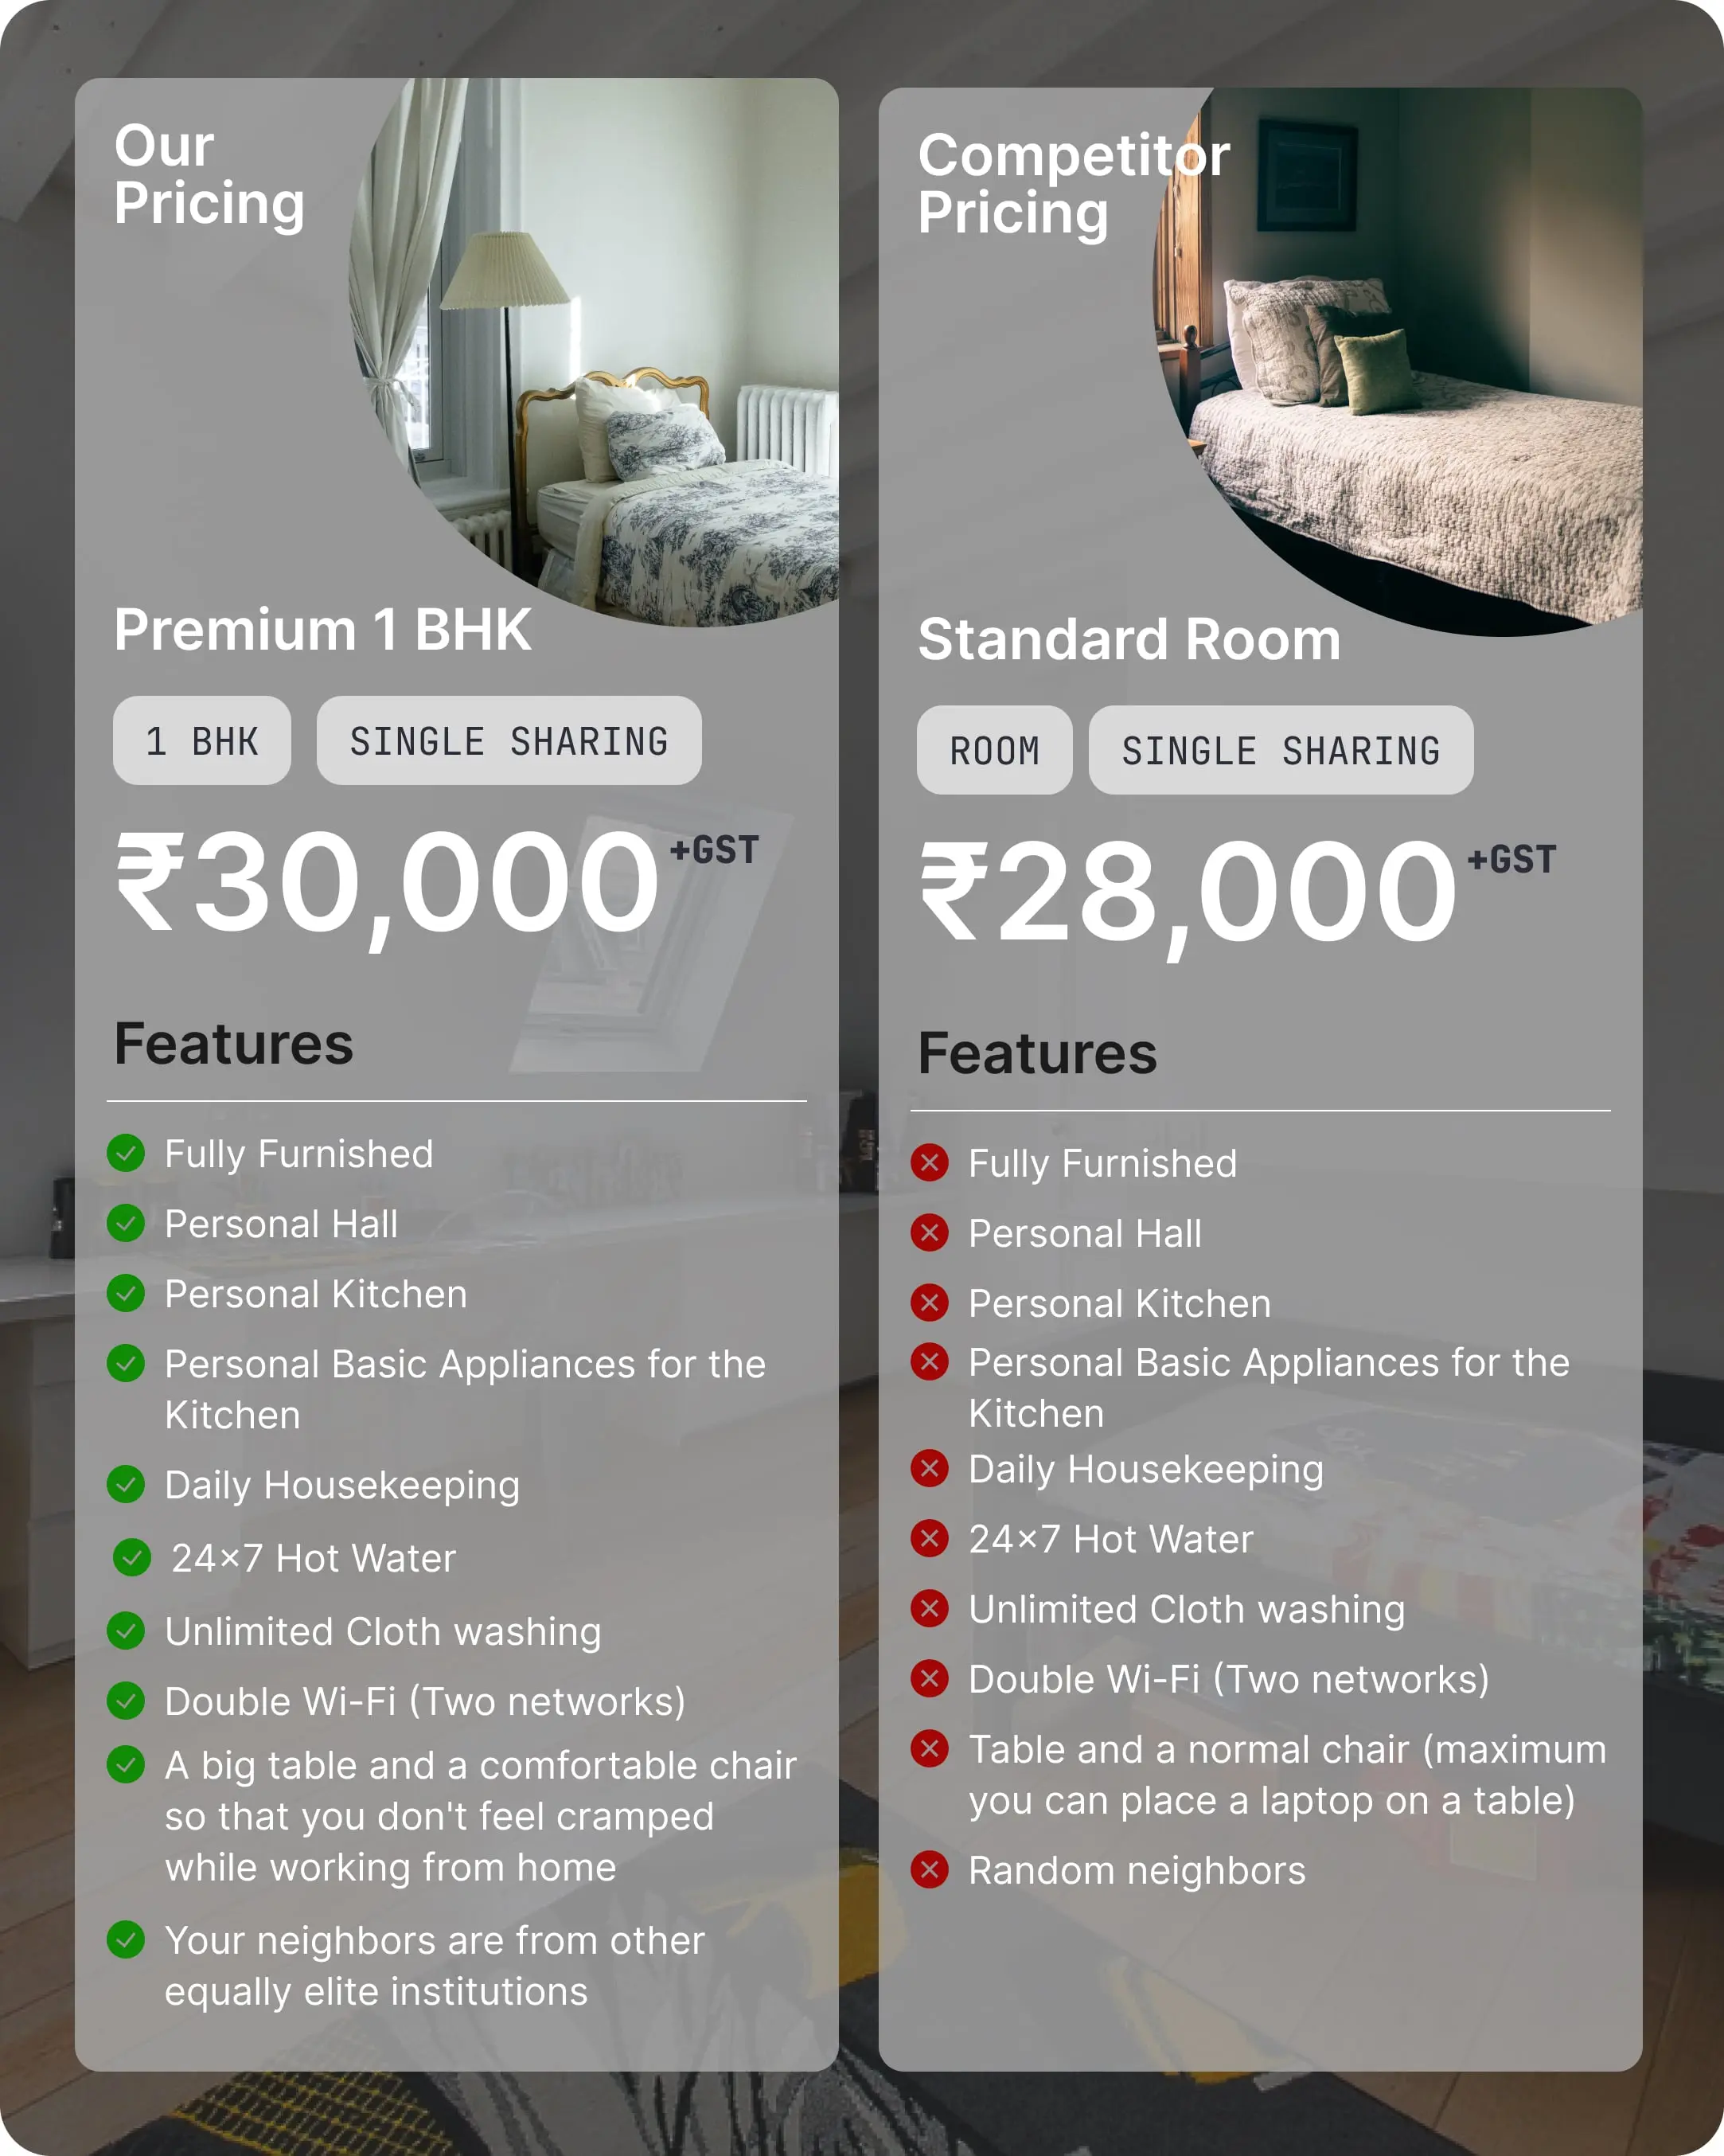 Our
Pricing
Premium 1 BHK
1 BHK
SINGLE SHARING
₹30,000 +GST
Features
Fully Furnished
Personal Hall
Personal Kitchen
Personal Basic Appliances for the
Kitchen
Daily Housekeeping
24×7 Hot Water
Unlimited Cloth washing
Double Wi-Fi (Two networks)
A big table and a comfortable chair
so that you don't feel cramped
while working from home
Your neighbors are from other
equally elite institutions
Competitor
Pricing
Standard Room
ROOM
SINGLE SHARING
₹28,000 +GST
Features
Fully Furnished
Personal Hall
Personal Kitchen
Personal Basic Appliances for the
Kitchen
Daily Housekeeping
24×7 Hot Water
Unlimited Cloth washing
Double Wi-Fi (Two networks)
Table and a normal chair (maximum
you can place a laptop on a table)
Random neighbors